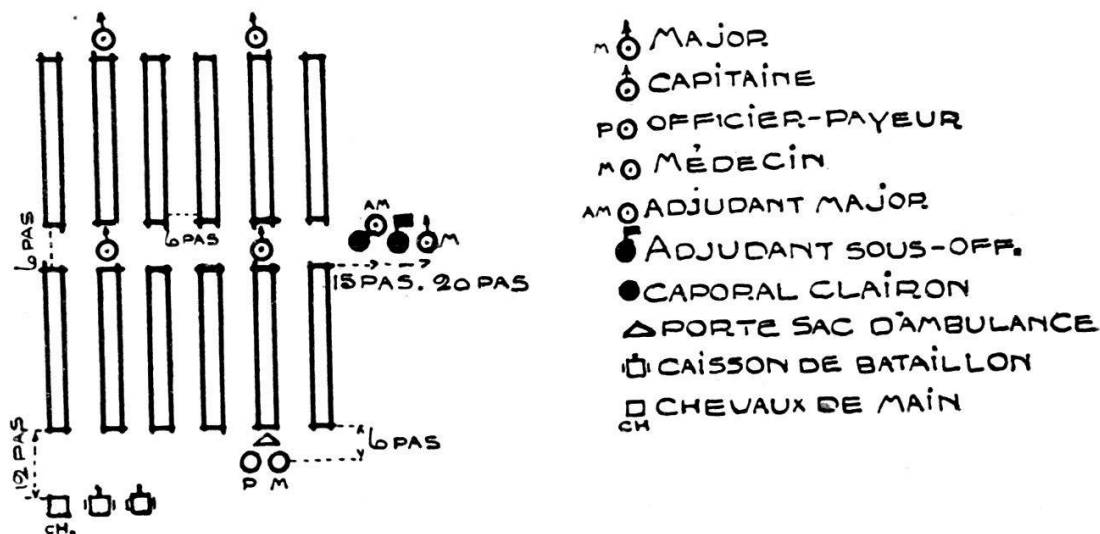 AM
M
6 PAS
6 PAS
15 PAS. 20 PAS
12 PAS
6 PAS
P M
CH.
M MAJOR
CAPITAINE
P OFFICIER-PAYEUR
M MÉDECIN
AM ADJUDANT MAJOR
ADJUDANT SOUS-OFF.
CAPORAL CLAIRON
PORTE SAC D'AMBULANCE
CAISSON DE BATAILLON
CHEVAUX DE MAIN
CH